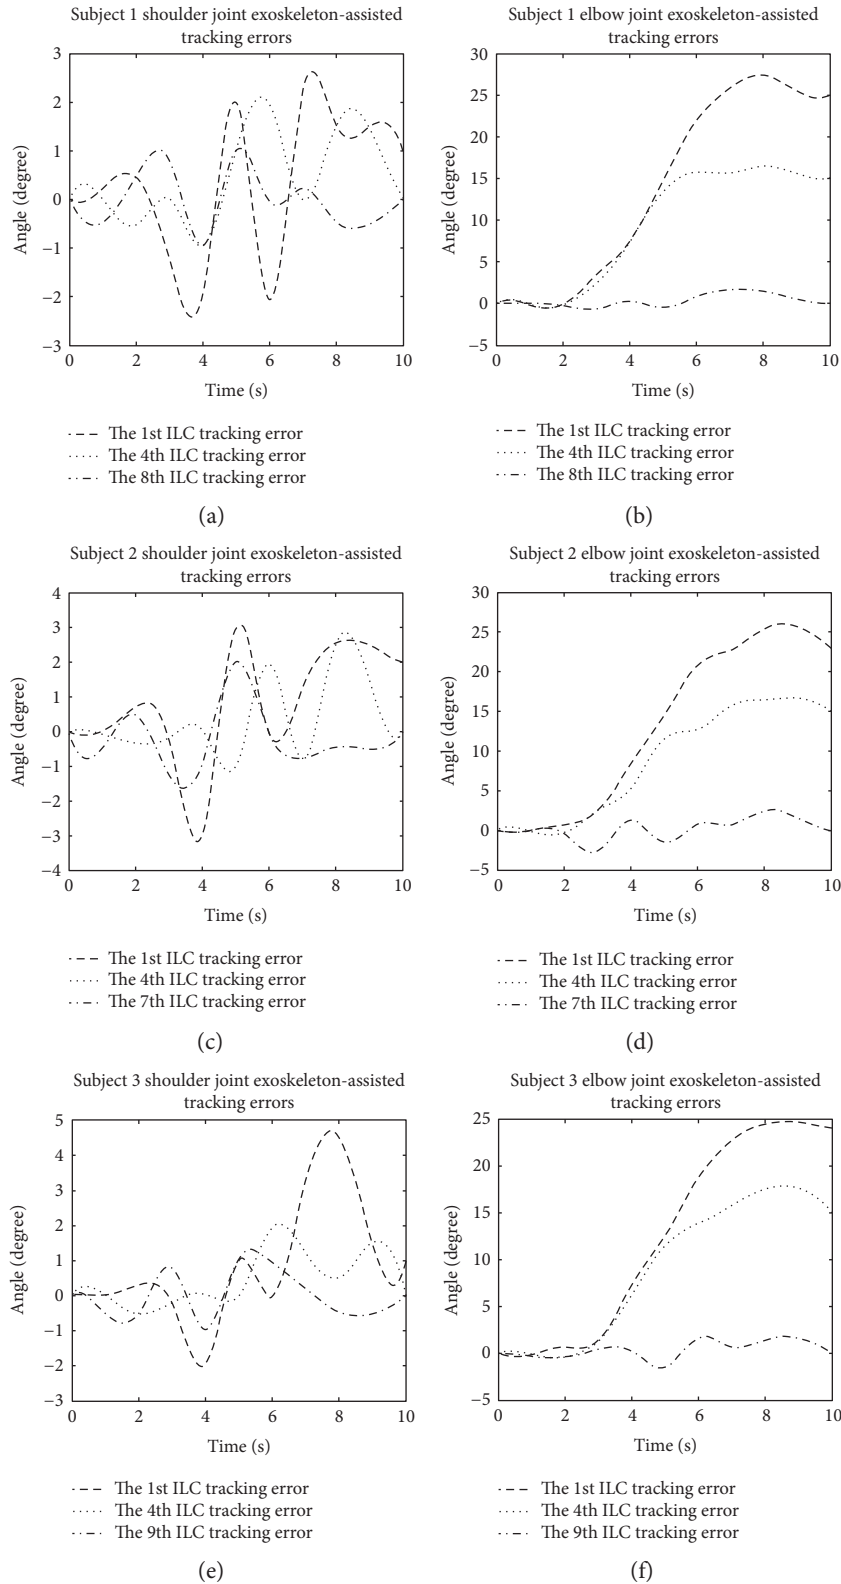 Subject 1 shoulder joint exoskeleton-assisted
tracking errors
3
2
1
0
−1
−2
−3
Angle (degree)
0 2 4 6 8 10
Time (s)
The 1st ILC tracking error
The 4th ILC tracking error
The 8th ILC tracking error
(a)
Subject 1 elbow joint exoskeleton-assisted
tracking errors
30
25
20
15
10
5
0
−5
Angle (degree)
0 2 4 6 8 10
Time (s)
The 1st ILC tracking error
The 4th ILC tracking error
The 8th ILC tracking error
(b)
Subject 2 shoulder joint exoskeleton-assisted
tracking errors
4
3
2
1
0
−1
−2
−3
−4
Angle (degree)
0 2 4 6 8 10
Time (s)
The 1st ILC tracking error
The 4th ILC tracking error
The 7th ILC tracking error
(c)
Subject 2 elbow joint exoskeleton-assisted
tracking errors
30
25
20
15
10
5
0
−5
Angle (degree)
0 2 4 6 8 10
Time (s)
The 1st ILC tracking error
The 4th ILC tracking error
The 7th ILC tracking error
(d)
Subject 3 shoulder joint exoskeleton-assisted
tracking errors
5
4
3
2
1
0
−1
−2
−3
Angle (degree)
0 2 4 6 8 10
Time (s)
The 1st ILC tracking error
The 4th ILC tracking error
The 9th ILC tracking error
(e)
Subject 3 elbow joint exoskeleton-assisted
tracking errors
25
20
15
10
5
0
−5
Angle (degree)
0 2 4 6 8 10
Time (s)
The 1st ILC tracking error
The 4th ILC tracking error
The 9th ILC tracking error
(f)